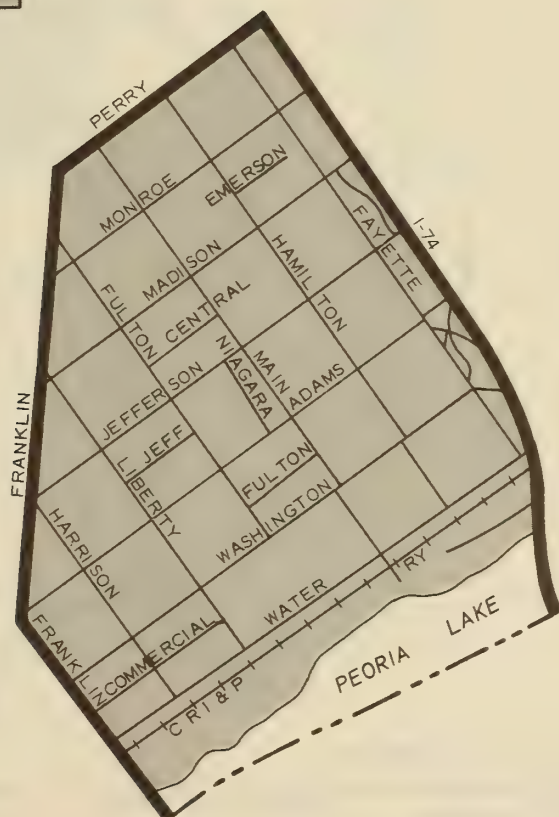 PERRY
MONROE
EMERSON
MADISON
FULTON
CENTRAL
HAMILTON
FAYETTE
I-74
NIAGARA
MAIN
JEFFERSON
ADAMS
JEFF
LIBERTY
FULTON
WASHINGTON
FRANKLIN
HARRISON
FRANKLIN
COMMERCIAL
WATER
RY
C RI & P
PEORIA LAKE